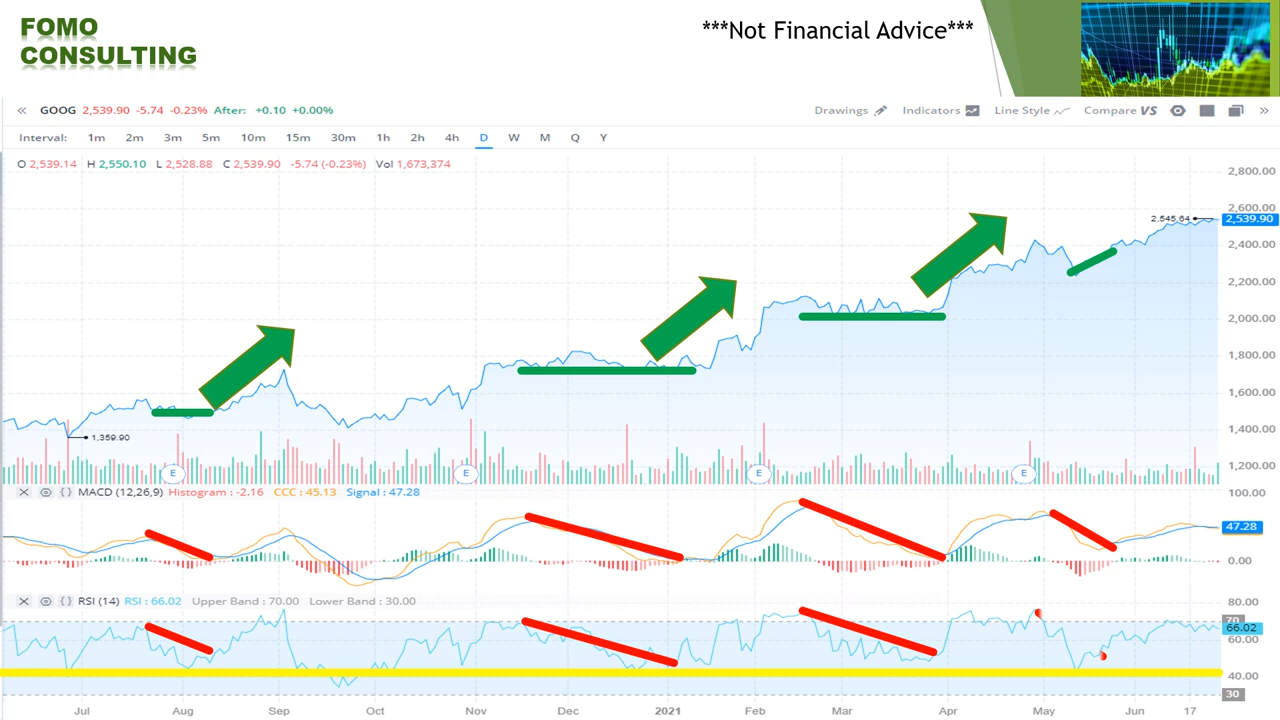 FOMO
CONSULTING
***Not Financial Advice***
GOOG 2,539.90 -5.74 -0.23% After: +0.10 +0.00%
Drawings Indicators Line Style Compare VS
Interval: 1m 2m 3m 5m 10m 15m 30m 1h 2h 4h D W M Q Y
O 2,539.14 H 2,550.10 L 2,528.88 C 2,539.90 -5.74 (-0.23%) Vol 1,673,374
2,800.00
2,600.00
2,545.64
2,539.90
2,400.00
2,200.00
2,000.00
1,800.00
1,600.00
1,400.00
1,359.90
1,200.00
E E E E
MACD (12,26,9) Histogram : -2.16 CCC : 45.13 Signal : 47.28
100.00
47.28
0.00
RSI (14) RSI : 66.02 Upper Band : 70.00 Lower Band : 30.00
80.00
70
66.02
60.00
40.00
30
Jul Aug Sep Oct Nov Dec 2021 Feb Mar Apr May Jun 17